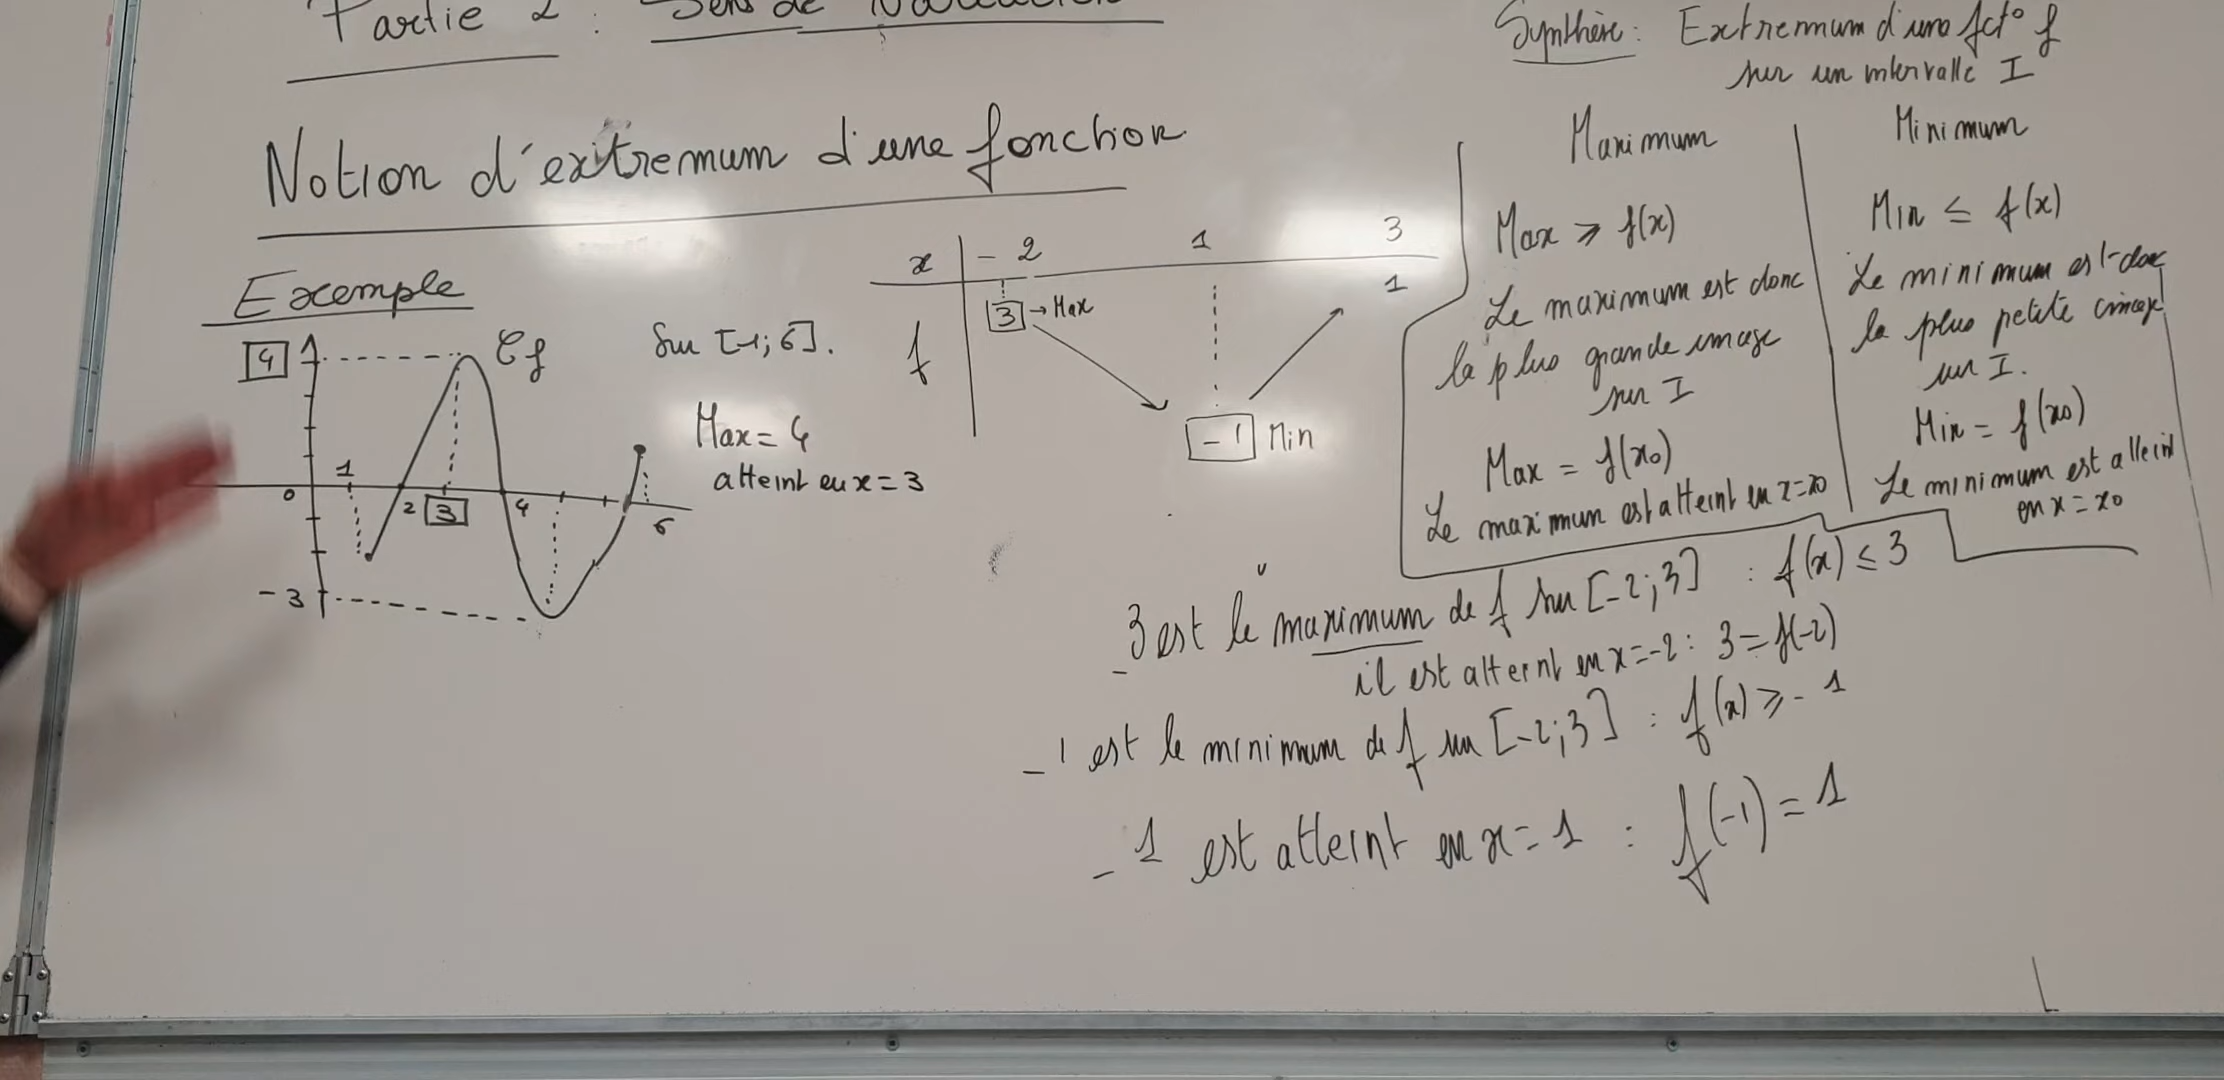 Partie 2 : Sens de Variation
Notion d'extremum d'une fonction
Exemple
4
1
Cf
0
1
2
3
4
6
-3
Sur [-1; 6].
Max = 4
atteint en x = 3
x -2 1 3
f 3 → Max 1
-1 Min
Synthèse : Extremum d'une fct° f
sur un intervalle I
Maximum
Max ⩾ f(x)
Le maximum est donc
la plus grande image
sur I
Max = f(x0)
Le maximum est atteint en x = x0
Minimum
Min ≤ f(x)
Le minimum est donc
la plus petite image
sur I.
Min = f(x0)
Le minimum est atteint
en x = x0
_ 3 est le maximum de f sur [-2; 3] : f(x) ≤ 3
il est atteint en x = -2 : 3 = f(-2)
_ 1 est le minimum de f sur [-2; 3] : f(x) ⩾ -1
_ 1 est atteint en x = 1 : f(-1) = 1